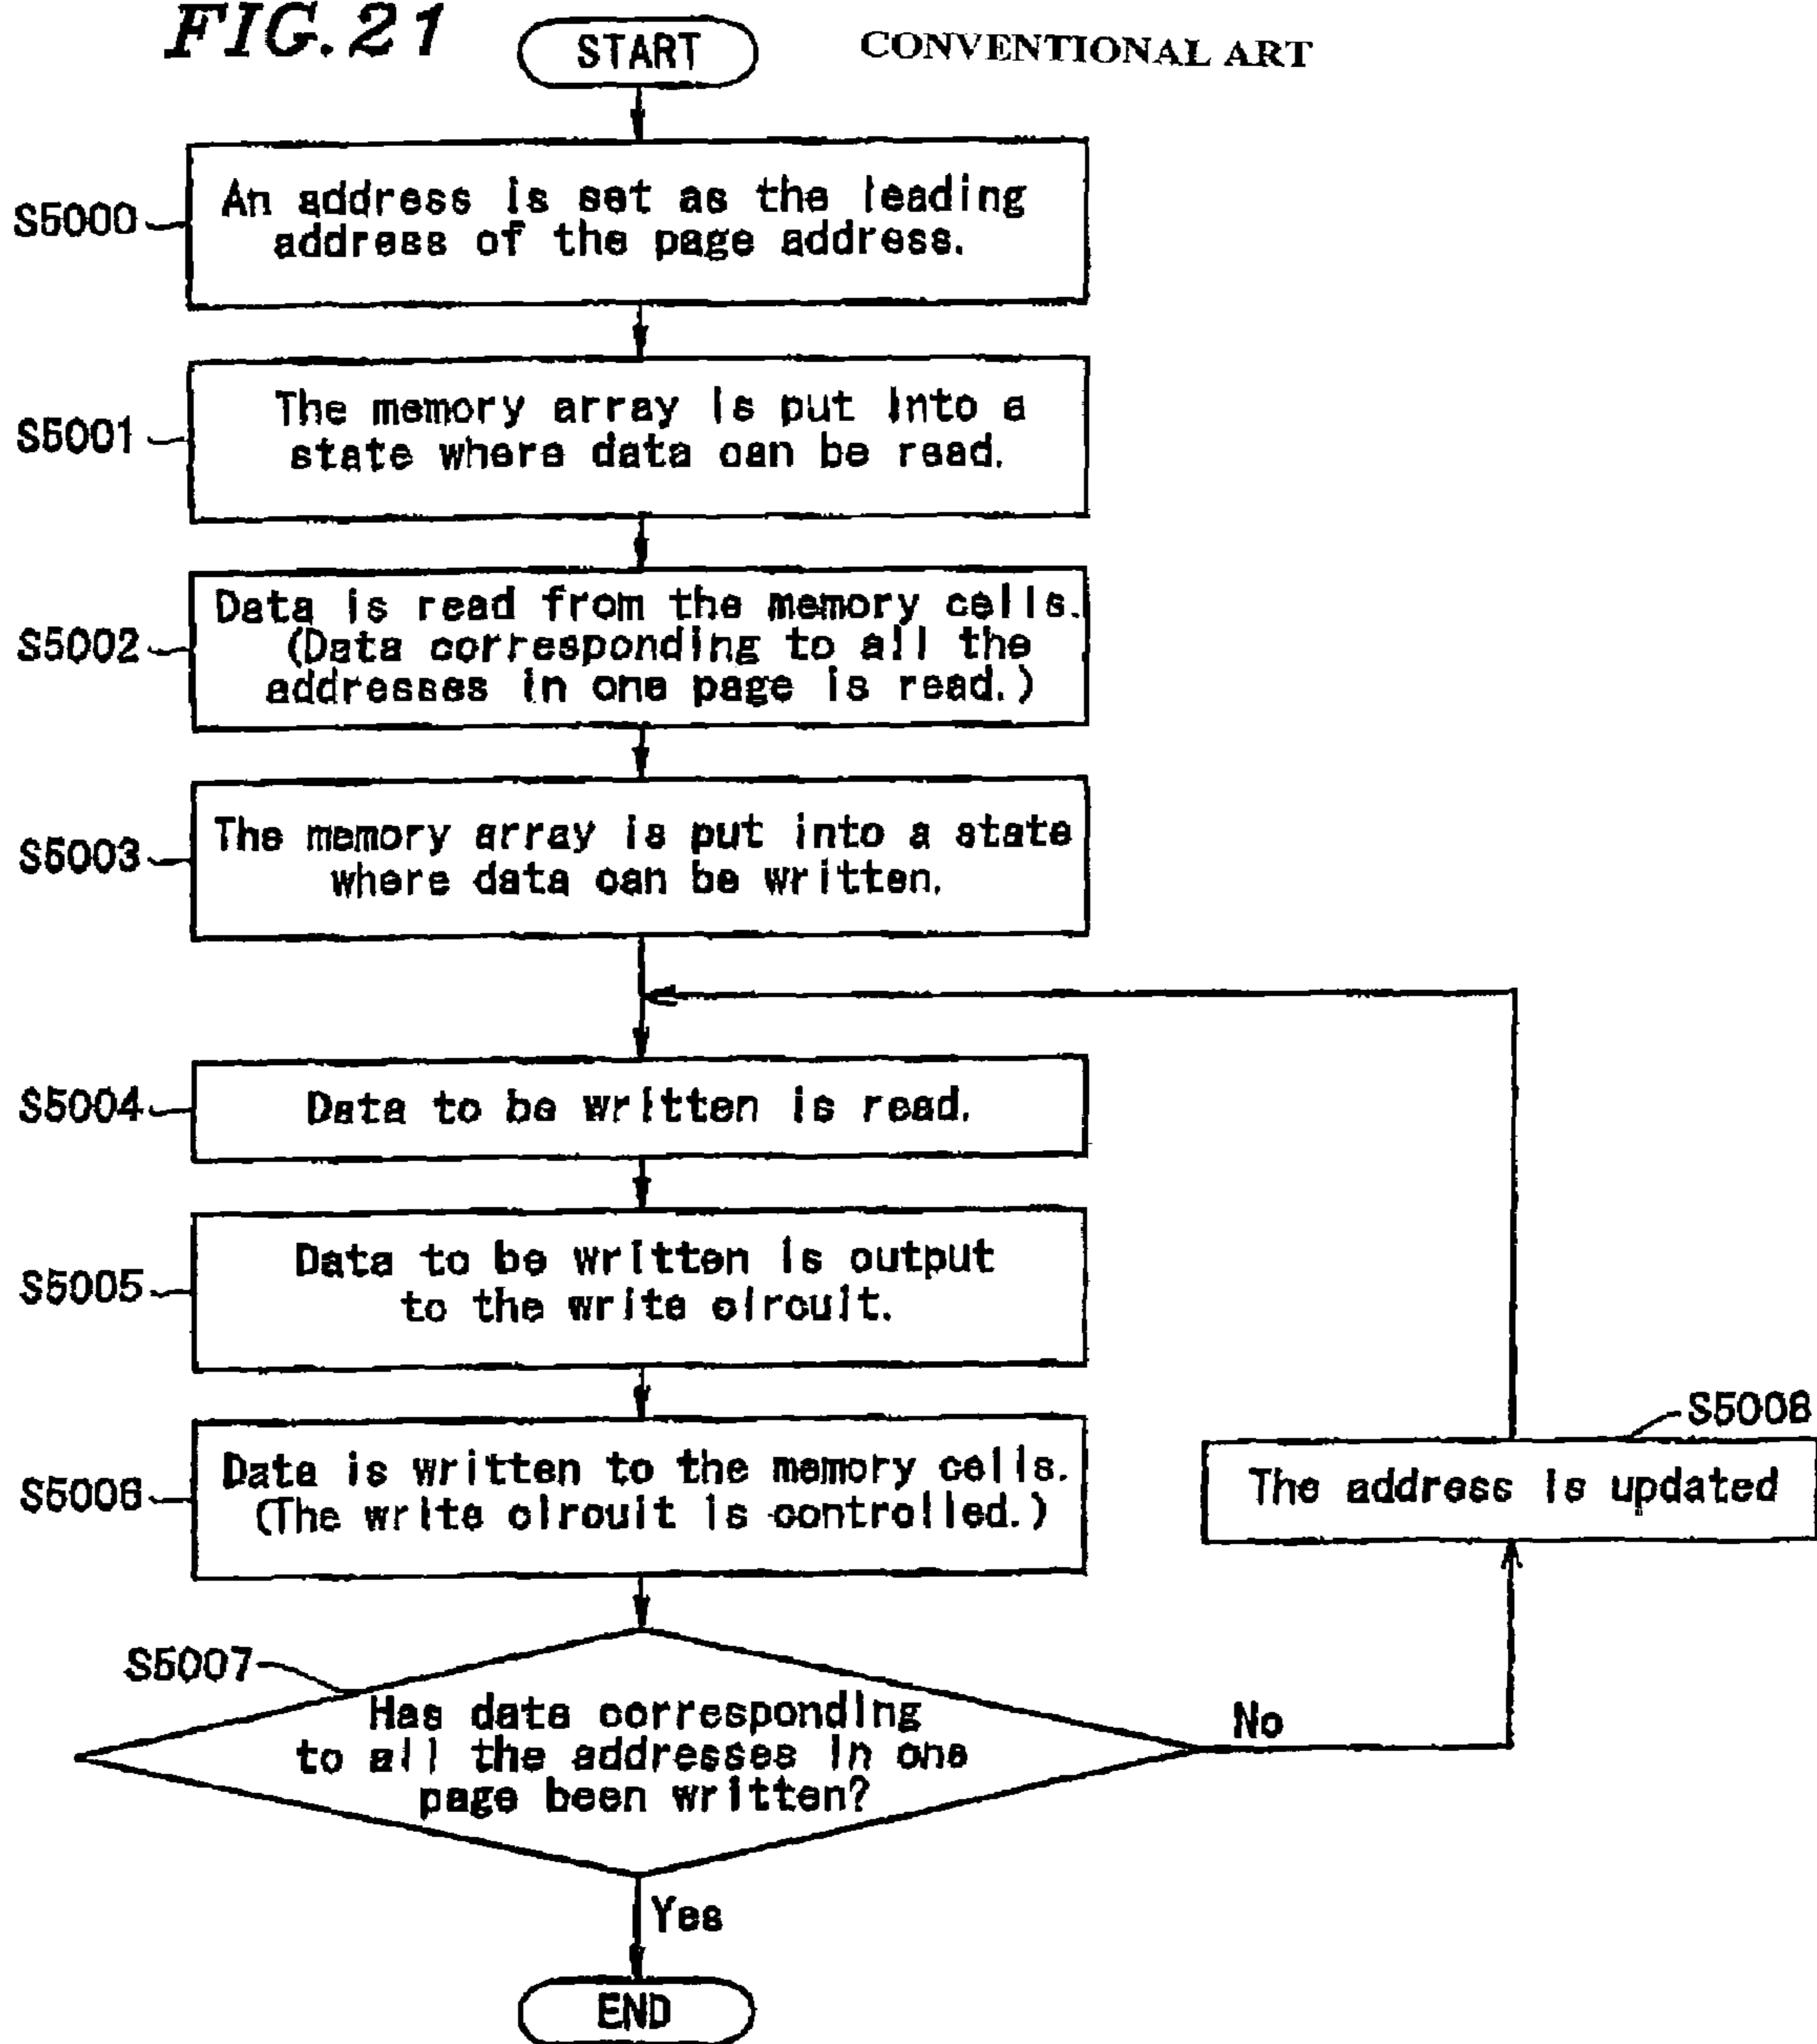 FIG.21
START
CONVENTIONAL ART
S5000
An address is set as the leading
address of the page address.
S5001
The memory array is put into a
state where data can be read.
S5002
Data is read from the memory cells.
(Data corresponding to all the
addresses in one page is read.)
S5003
The memory array is put into a state
where data can be written.
S5004
Data to be written is read.
S5005
Data to be written is output
to the write circuit.
S5006
Data is written to the memory cells.
(The write circuit is controlled.)
S5008
The address is updated
S5007
Has data corresponding
to all the addresses in one
page been written?
No
Yes
END